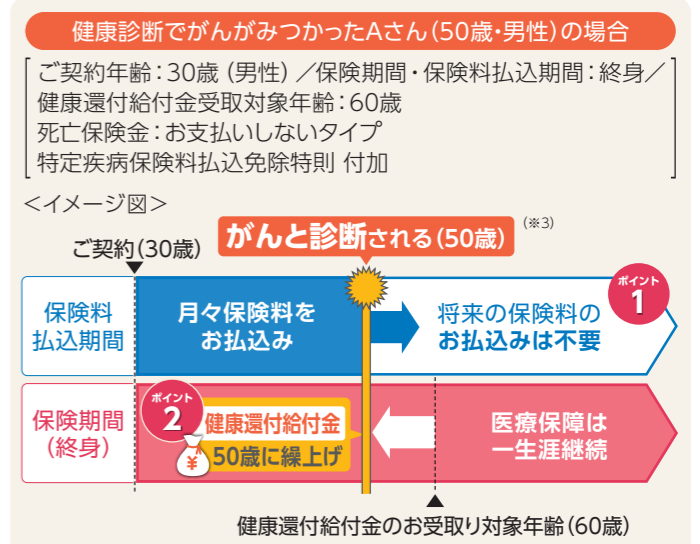 健康診断でがんがみつかったAさん(50歳・男性)の場合
ご契約年齢:30歳(男性)/保険期間・保険料払込期間:終身/
健康還付給付金受取対象年齢:60歳
死亡保険金:お支払いしないタイプ
特定疾病保険料払込免除特則 付加
<イメージ図>
ご契約(30歳)
がんと診断される(50歳)
(※3)
保険料
払込期間
月々保険料を
お払込み
将来の保険料の
お払込みは不要
ポイント
1
保険期間
(終身)
ポイント
2
健康還付給付金
¥
50歳に繰上げ
医療保障は
一生涯継続
健康還付給付金のお受取り対象年齢(60歳)